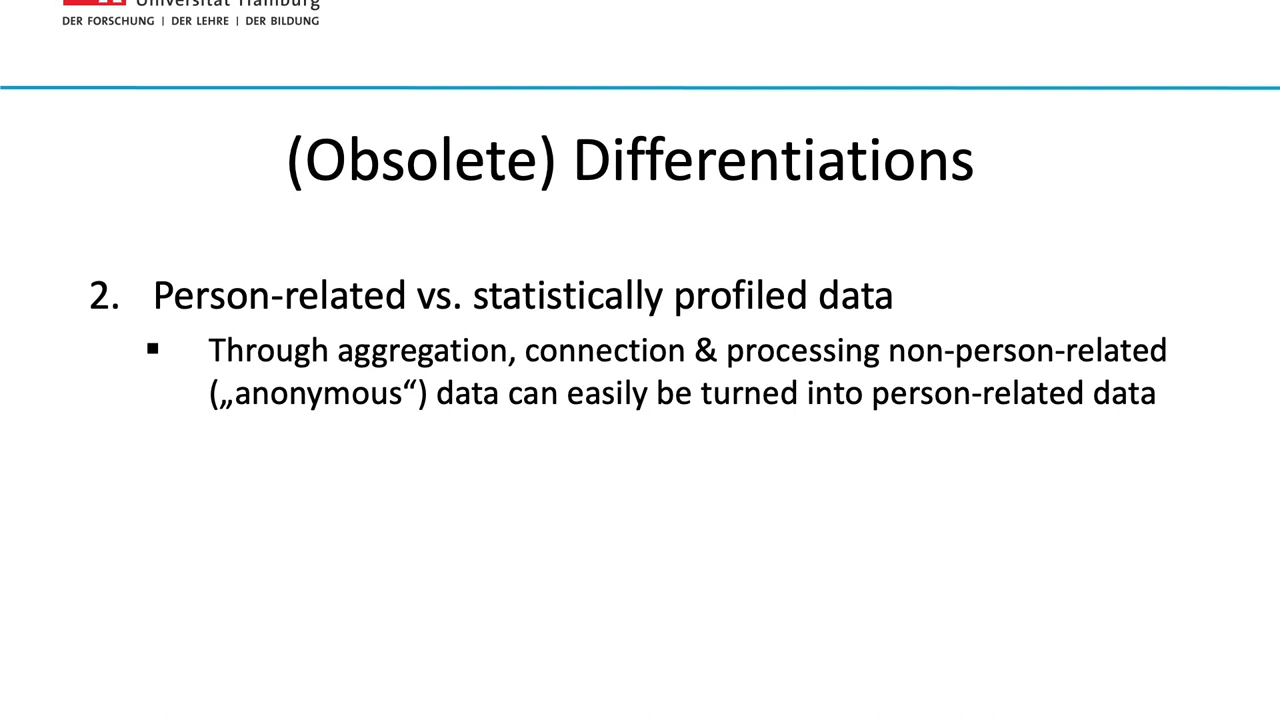 Universität Hamburg
DER FORSCHUNG | DER LEHRE | DER BILDUNG
(Obsolete) Differentiations
2. Person-related vs. statistically profiled data
▪ Through aggregation, connection & processing non-person-related
(„anonymous“) data can easily be turned into person-related data